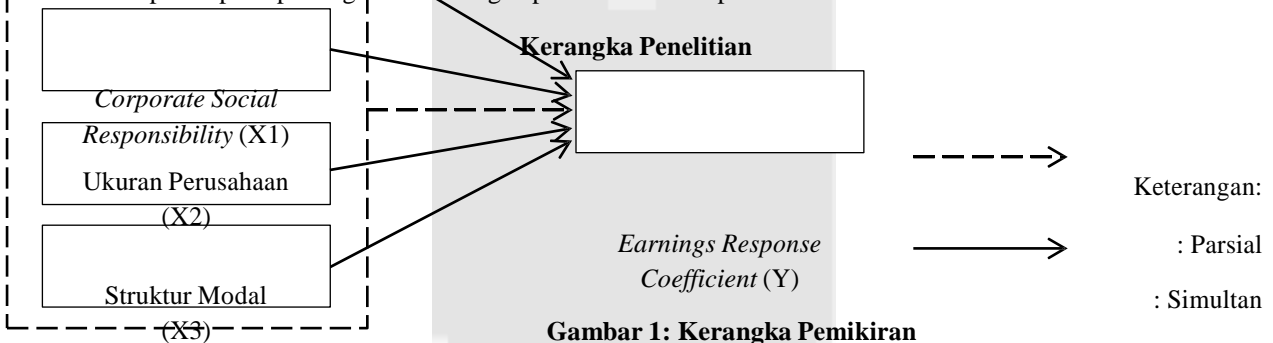 Kerangka Penelitian
Corporate Social
Responsibility (X1)
Ukuran Perusahaan
(X2)
Struktur Modal
(X3)
Earnings Response
Coefficient (Y)
Keterangan:
: Parsial
: Simultan
Gambar 1: Kerangka Pemikiran